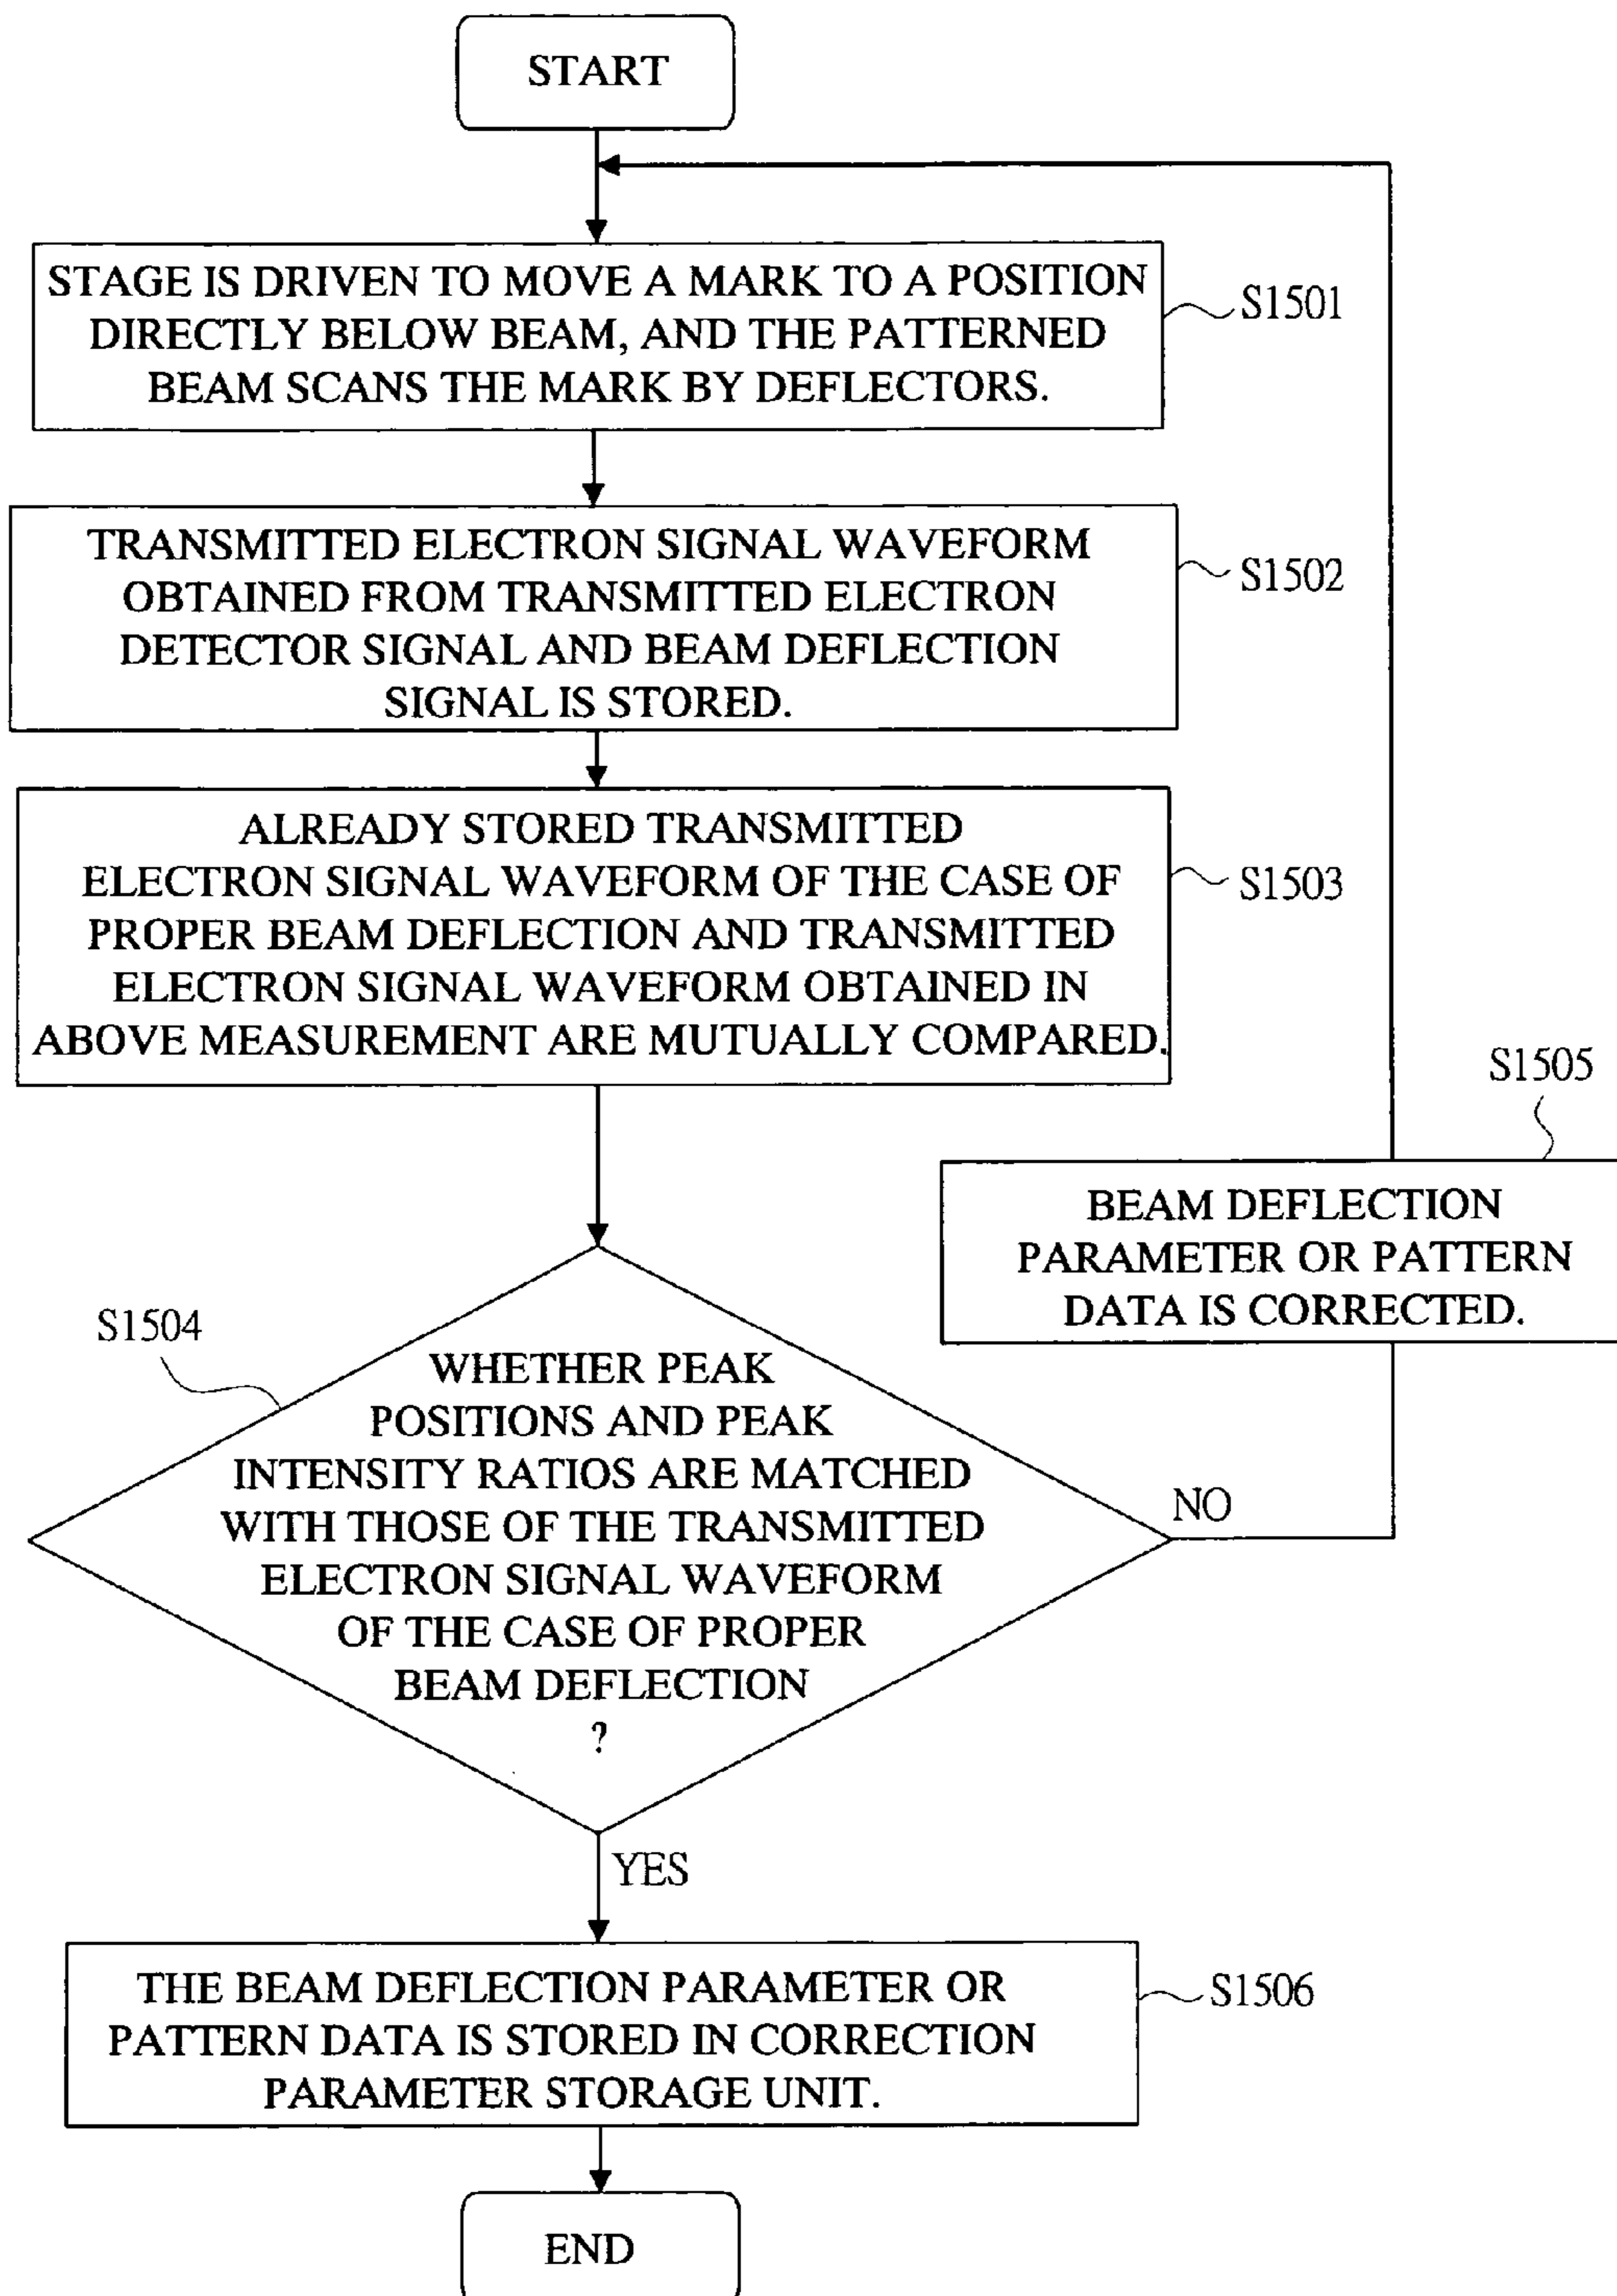 START
STAGE IS DRIVEN TO MOVE A MARK TO A POSITION
DIRECTLY BELOW BEAM, AND THE PATTERNED
BEAM SCANS THE MARK BY DEFLECTORS.
S1501
TRANSMITTED ELECTRON SIGNAL WAVEFORM
OBTAINED FROM TRANSMITTED ELECTRON
DETECTOR SIGNAL AND BEAM DEFLECTION
SIGNAL IS STORED.
S1502
ALREADY STORED TRANSMITTED
ELECTRON SIGNAL WAVEFORM OF THE CASE OF
PROPER BEAM DEFLECTION AND TRANSMITTED
ELECTRON SIGNAL WAVEFORM OBTAINED IN
ABOVE MEASUREMENT ARE MUTUALLY COMPARED.
S1503
S1504
WHETHER PEAK
POSITIONS AND PEAK
INTENSITY RATIOS ARE MATCHED
WITH THOSE OF THE TRANSMITTED
ELECTRON SIGNAL WAVEFORM
OF THE CASE OF PROPER
BEAM DEFLECTION
?
NO
S1505
BEAM DEFLECTION
PARAMETER OR PATTERN
DATA IS CORRECTED.
YES
THE BEAM DEFLECTION PARAMETER OR
PATTERN DATA IS STORED IN CORRECTION
PARAMETER STORAGE UNIT.
S1506
END